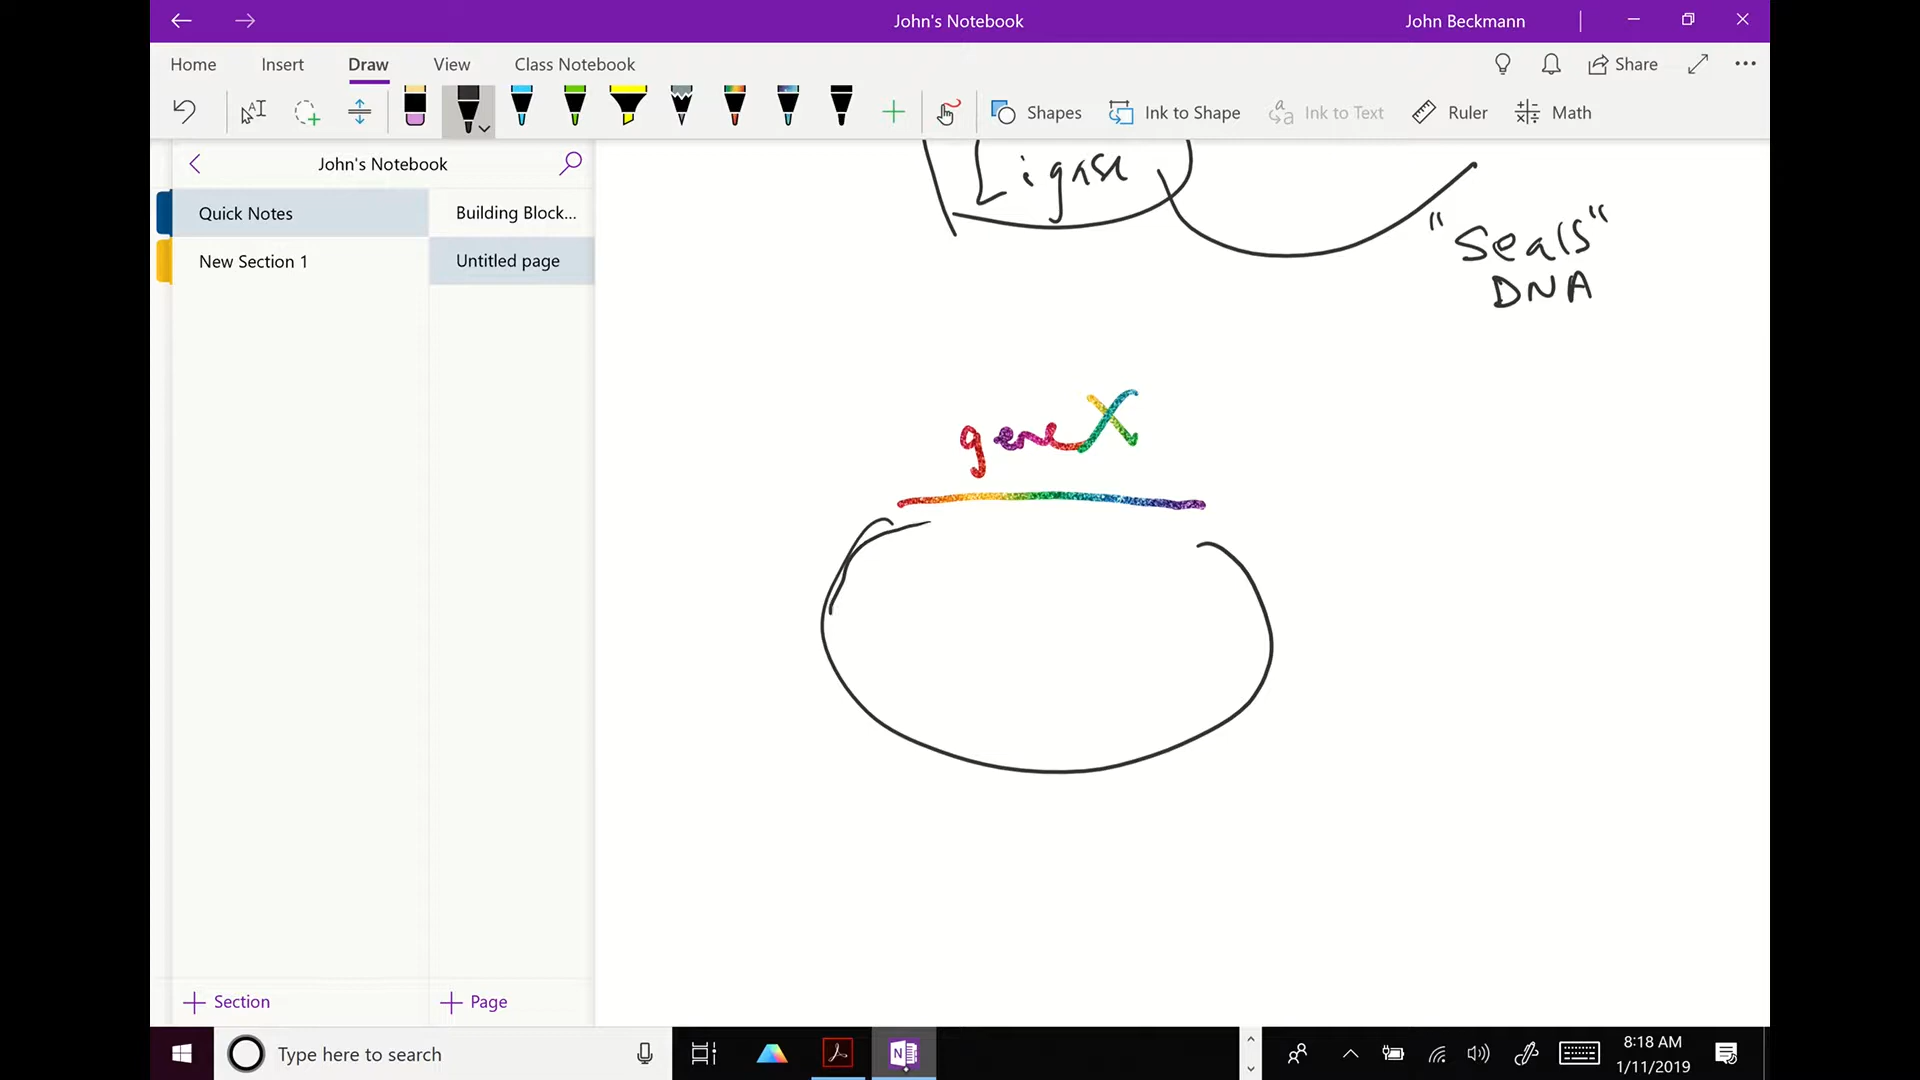 John's Notebook
John Beckmann
Home
Insert
Draw
View
Class Notebook
Share
Shapes
Ink to Shape
Ink to Text
Ruler
Math
John's Notebook
Quick Notes
Building Block...
New Section 1
Untitled page
Ligase
"Seals"
DNA
gene X
Section
Page
Type here to search
8:18 AM
1/11/2019